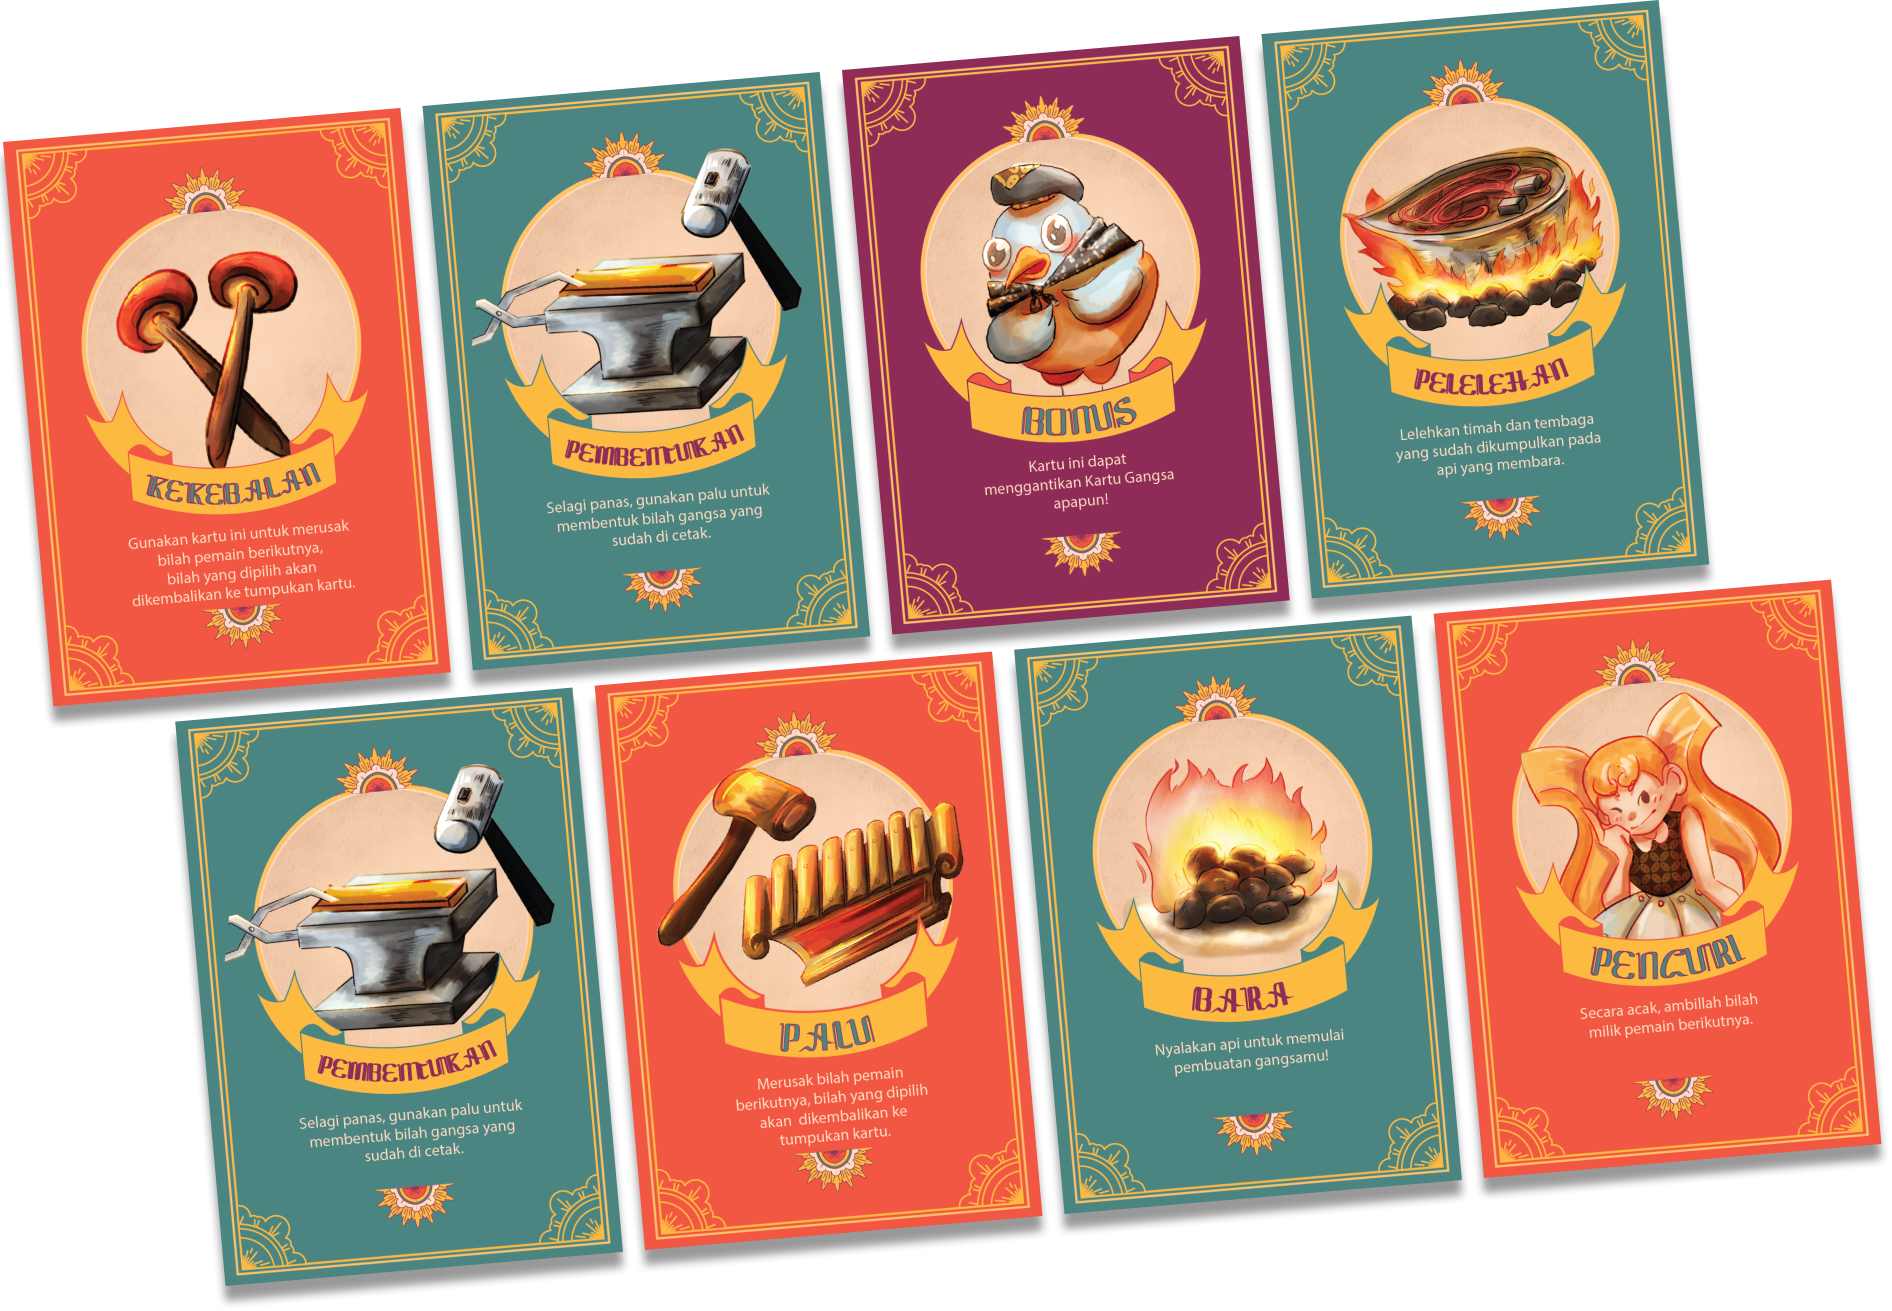 KEKEBALAN
Gunakan kartu ini untuk merusak
bilah pemain berikutnya,
bilah yang dipilih akan
dikembalikan ke tumpukan kartu.
PEMBENTUKAN
Selagi panas, gunakan palu untuk
membentuk bilah gangsa yang
sudah di cetak.
BONUS
Kartu ini dapat
menggantikan Kartu Gangsa
apapun!
PELELEHAN
Lelehkan timah dan tembaga
yang sudah dikumpulkan pada
api yang membara.
PEMBENTUKAN
Selagi panas, gunakan palu untuk
membentuk bilah gangsa yang
sudah di cetak.
PALU
Merusak bilah pemain
berikutnya, bilah yang dipilih
akan dikembalikan ke
tumpukan kartu.
BARA
Nyalakan api untuk memulai
pembuatan gangsamu!
PENCURI
Secara acak, ambillah bilah
milik pemain berikutnya.